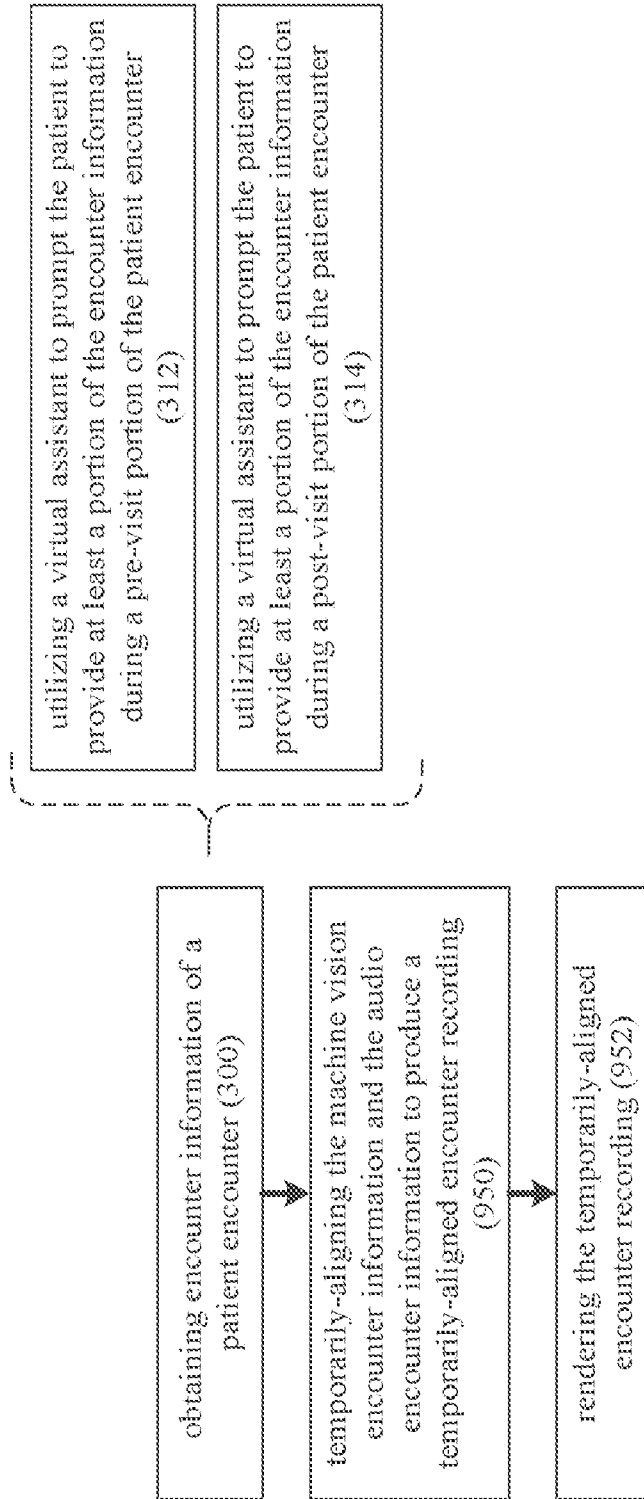 obtaining encounter information of a
patient encounter (300)
temporarily-aligning the machine vision
encounter information and the audio
encounter information to produce a
temporarily-aligned encounter recording
(950)
rendering the temporarily-aligned
encounter recording (952)
utilizing a virtual assistant to prompt the patient to
provide at least a portion of the encounter information
during a pre-visit portion of the patient encounter
(312)
utilizing a virtual assistant to prompt the patient to
provide at least a portion of the encounter information
during a post-visit portion of the patient encounter
(314)